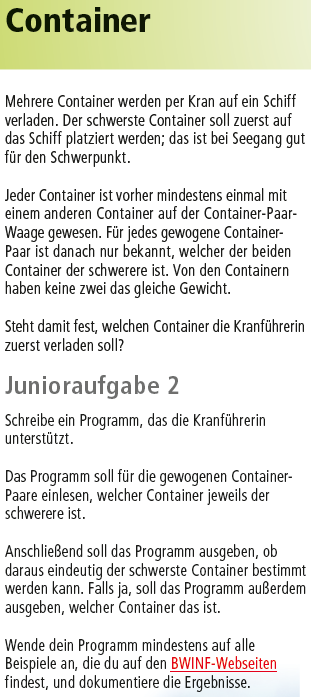 Container
Mehrere Container werden per Kran auf ein Schiff
verladen. Der schwerste Container soll zuerst auf
das Schiff platziert werden; das ist bei Seegang gut
für den Schwerpunkt.
Jeder Container ist vorher mindestens einmal mit
einem anderen Container auf der Container-Paar-
Waage gewesen. Für jedes gewogene Container-
Paar ist danach nur bekannt, welcher der beiden
Container der schwerere ist. Von den Containern
haben keine zwei das gleiche Gewicht.
Steht damit fest, welchen Container die Kranführerin
zuerst verladen soll?
Junioraufgabe 2
Schreibe ein Programm, das die Kranführerin
unterstützt.
Das Programm soll für die gewogenen Container-
Paare einlesen, welcher Container jeweils der
schwerere ist.
Anschließend soll das Programm ausgeben, ob
daraus eindeutig der schwerste Container bestimmt
werden kann. Falls ja, soll das Programm außerdem
ausgeben, welcher Container das ist.
Wende dein Programm mindestens auf alle
Beispiele an, die du auf den BWINF-Webseiten
findest, und dokumentiere die Ergebnisse.